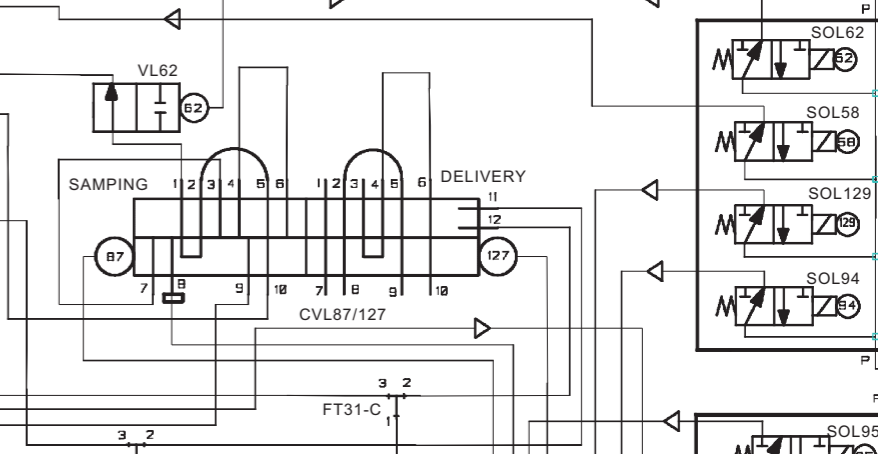 P
SOL62
62
VL62
62
SOL58
58
SAMPING
1 2 3 4 5 6
1 2 3 4 5 6
DELIVERY
11
12
SOL129
129
87
127
7 8 9 10
7 8 9 10
SOL94
94
CVL87/127
P
3 2
FT31-C
1
3 2
SOL95